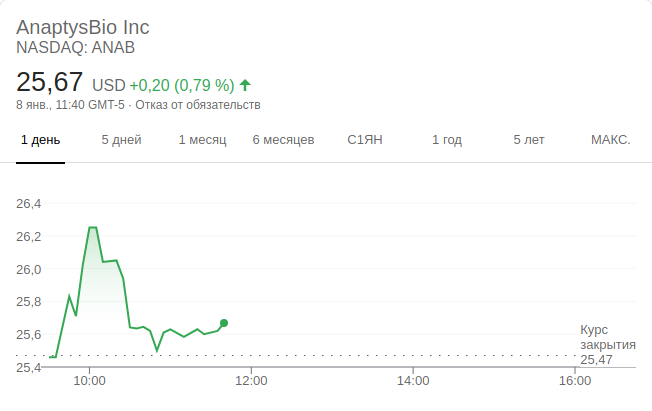 AnaptysBio Inc
NASDAQ: ANAB
25,67 USD +0,20 (0,79 %)
8 янв., 11:40 GMT-5 · Отказ от обязательств
1 день 5 дней 1 месяц 6 месяцев С1ЯН 1 год 5 лет МАКС.
26,4
26,2
26,0
25,8
25,6
25,4
Курс
закрытия
25,47
10:00 12:00 14:00 16:00